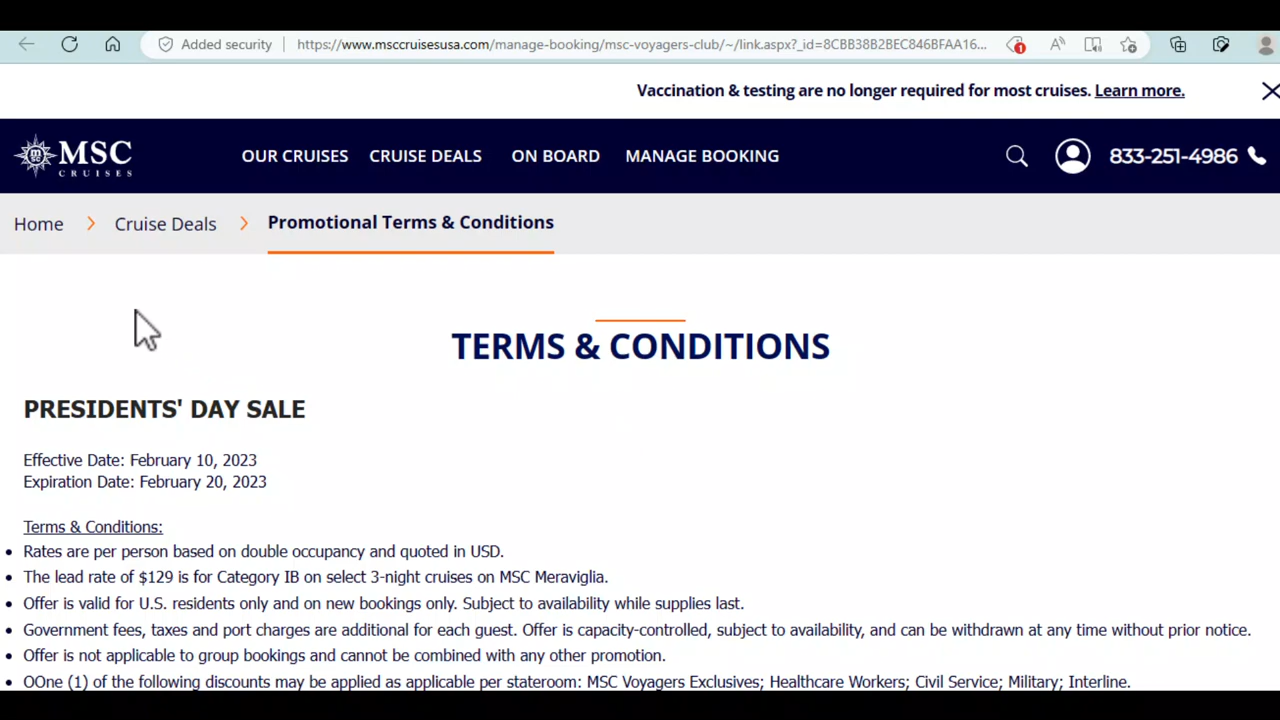 Added security | https://www.msccruisesusa.com/manage-booking/msc-voyagers-club/~/link.aspx?_id=8CBB38B2BEC846BFAA16...
1
Vaccination & testing are no longer required for most cruises. Learn more.
MSC
CRUISES
OUR CRUISES
CRUISE DEALS
ON BOARD
MANAGE BOOKING
833-251-4986
Home > Cruise Deals > Promotional Terms & Conditions
TERMS & CONDITIONS
PRESIDENTS' DAY SALE
Effective Date: February 10, 2023
Expiration Date: February 20, 2023
Terms & Conditions:
• Rates are per person based on double occupancy and quoted in USD.
• The lead rate of $129 is for Category IB on select 3-night cruises on MSC Meraviglia.
• Offer is valid for U.S. residents only and on new bookings only. Subject to availability while supplies last.
• Government fees, taxes and port charges are additional for each guest. Offer is capacity-controlled, subject to availability, and can be withdrawn at any time without prior notice.
• Offer is not applicable to group bookings and cannot be combined with any other promotion.
• OOne (1) of the following discounts may be applied as applicable per stateroom: MSC Voyagers Exclusives; Healthcare Workers; Civil Service; Military; Interline.